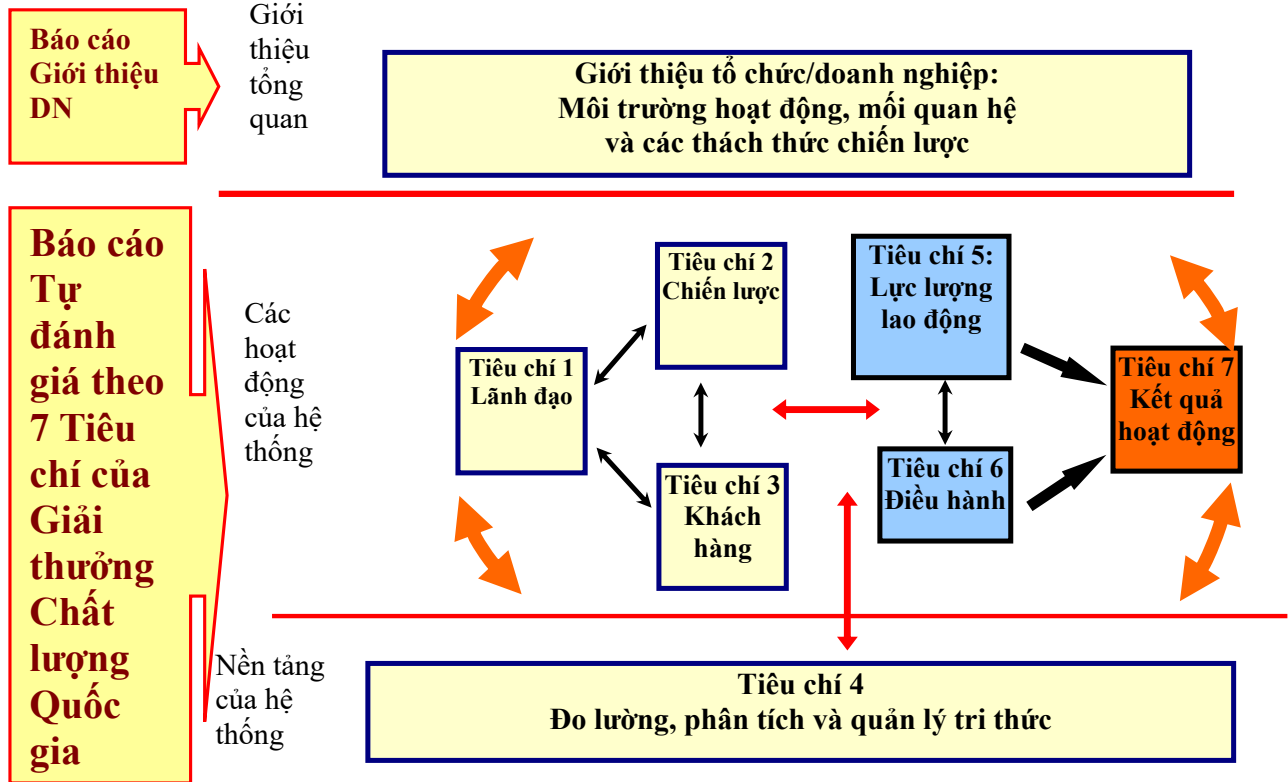 Báo cáo
Giới thiệu
DN
Giới
thiệu
tổng
quan
Giới thiệu tổ chức/doanh nghiệp:
Môi trường hoạt động, mối quan hệ
và các thách thức chiến lược
Báo cáo
Tự
đánh
giá theo
7 Tiêu
chí của
Giải
thưởng
Chất
lượng
Quốc
gia
Các
hoạt
động
của hệ
thống
Tiêu chí 1
Lãnh đạo
Tiêu chí 2
Chiến lược
Tiêu chí 3
Khách
hàng
Tiêu chí 5:
Lực lượng
lao động
Tiêu chí 6
Điều hành
Tiêu chí 7
Kết quả
hoạt động
Nền tảng
của hệ
thống
Tiêu chí 4
Đo lường, phân tích và quản lý tri thức